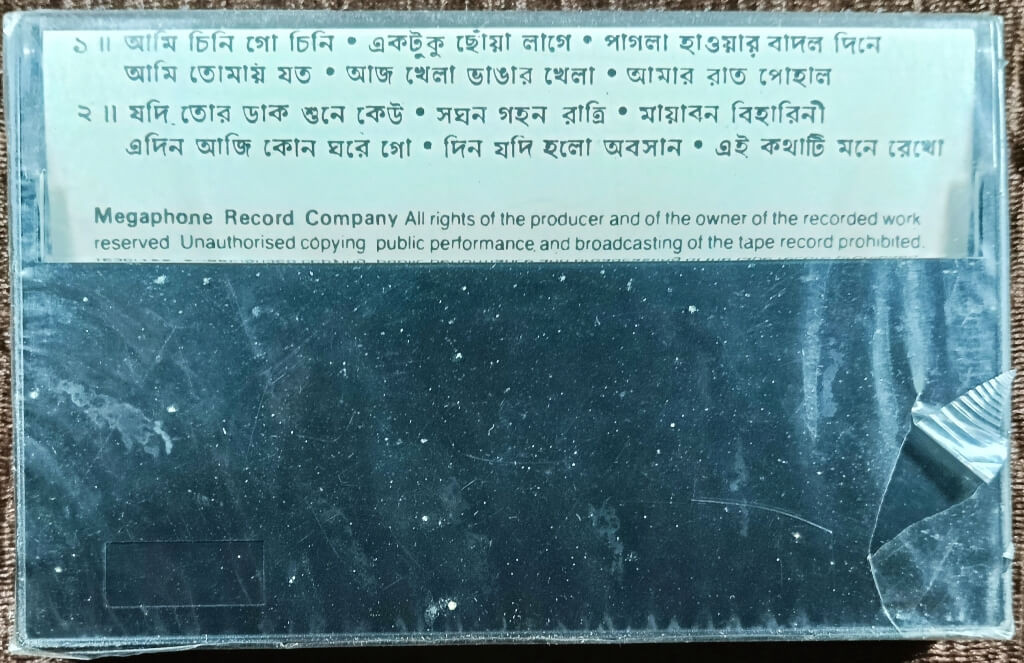 ১ ॥ আমি চিনি গো চিনি • একটুকু ছোঁয়া লাগে • পাগলা হাওয়ার বাদল দিনে
আমি তোমায় যত • আজ খেলা ভাঙার খেলা • আমার রাত পোহাল
২ ॥ যদি তোর ডাক শুনে কেউ • সঘন গহন রাত্রি • মায়াবন বিহারিনী
এদিন আজি কোন ঘরে গো • দিন যদি হলো অবসান • এই কথাটি মনে রেখো
Megaphone Record Company All rights of the producer and of the owner of the recorded work
reserved Unauthorised copying public performance and broadcasting of the tape record prohibited.